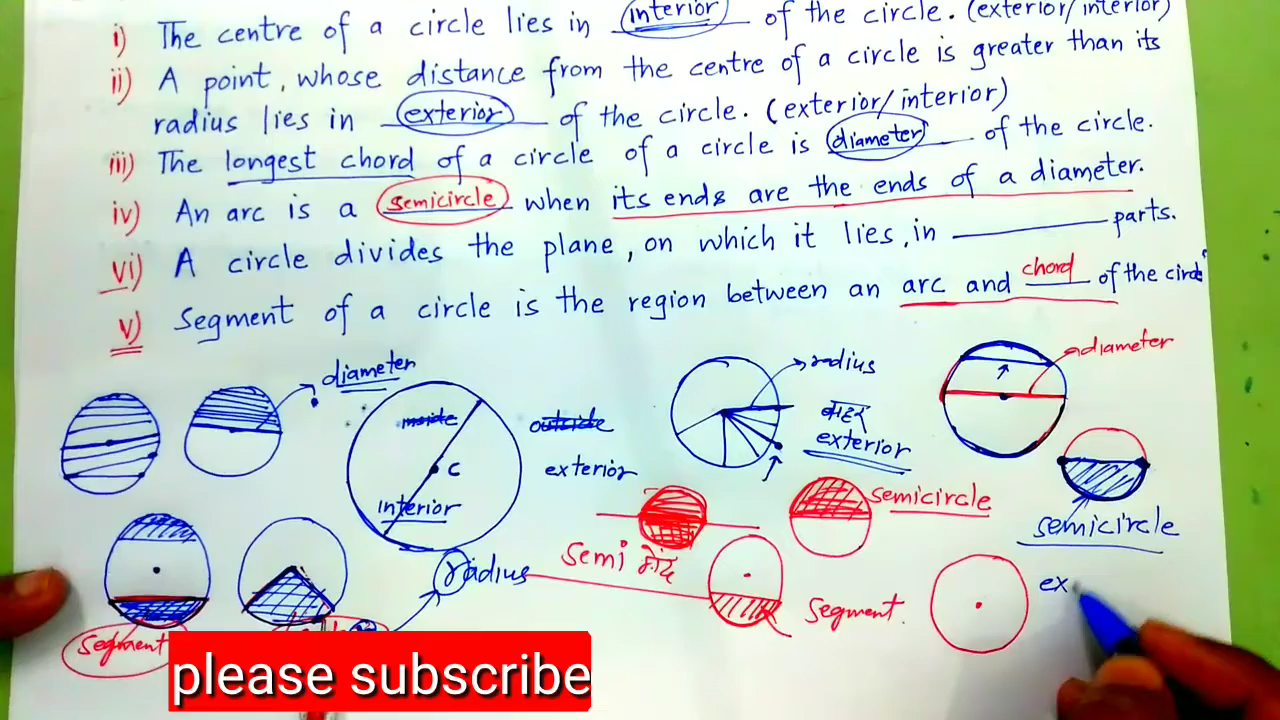 i) The centre of a circle lies in interior of the circle. (exterior/interior)
ii) A point, whose distance from the centre of a circle is greater than its
radius lies in exterior of the circle. (exterior/interior)
iii) The longest chord of a circle of a circle is diameter of the circle.
iv) An arc is a semicircle when its ends are the ends of a diameter.
vi) A circle divides the plane, on which it lies, in ________ parts.
v) Segment of a circle is the region between an arc and chord of the circle
diameter
inside
outside
C
exterior
interior
radius
exterior
diameter
semicircle
semicircle
radius
Semi
Segment.
ex
Segment
please subscribe